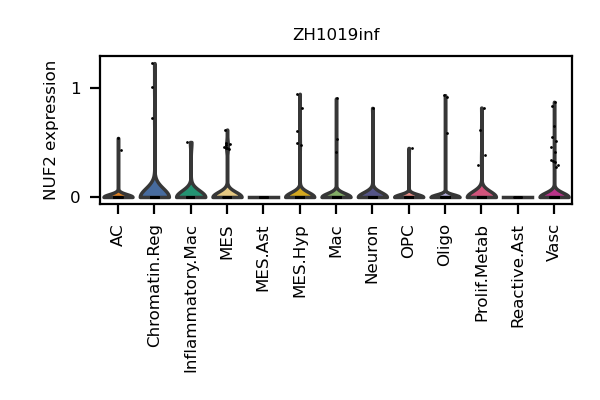 ZH1019inf
NUF2 expression
1
0
AC
Chromatin.Reg
Inflammatory.Mac
MES
MES.Ast
MES.Hyp
Mac
Neuron
OPC
Oligo
Prolif.Metab
Reactive.Ast
Vasc